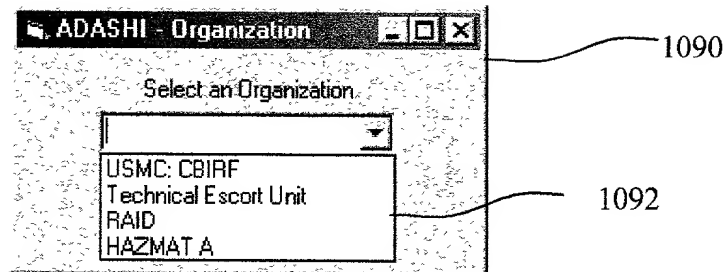 ADASHI - Organization
1090
Select an Organization
USMC: CBIRF
Technical Escort Unit
RAID
HAZMAT A
1092